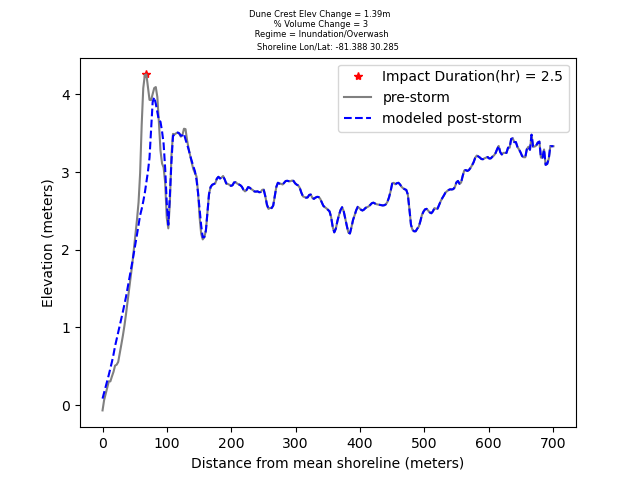 Dune Crest Elev Change = 1.39m
% Volume Change = 3
Regime = Inundation/Overwash
Shoreline Lon/Lat: -81.388 30.285
Impact Duration(hr) = 2.5
pre-storm
modeled post-storm
Elevation (meters)
4
3
2
1
0
0 100 200 300 400 500 600 700
Distance from mean shoreline (meters)